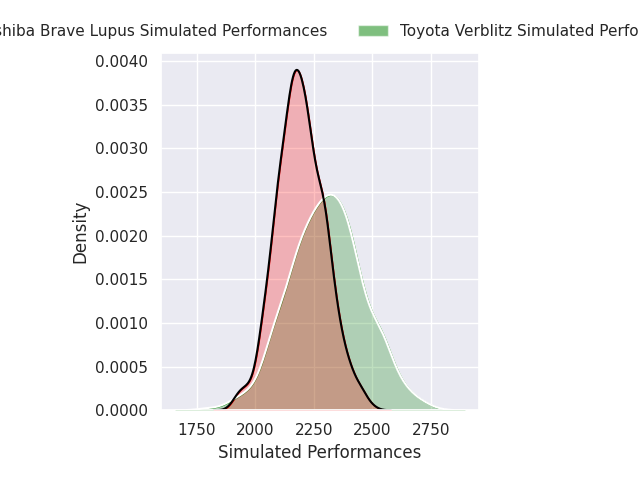 Brave Lupus Simulated Performances Toyota Verblitz Simulated
0.0040
0.0035
0.0030
0.0025
0.0020
0.0015
0.0010
0.0005
0.0000
Density
1750 2000 2250 2500 2750
Simulated Performances